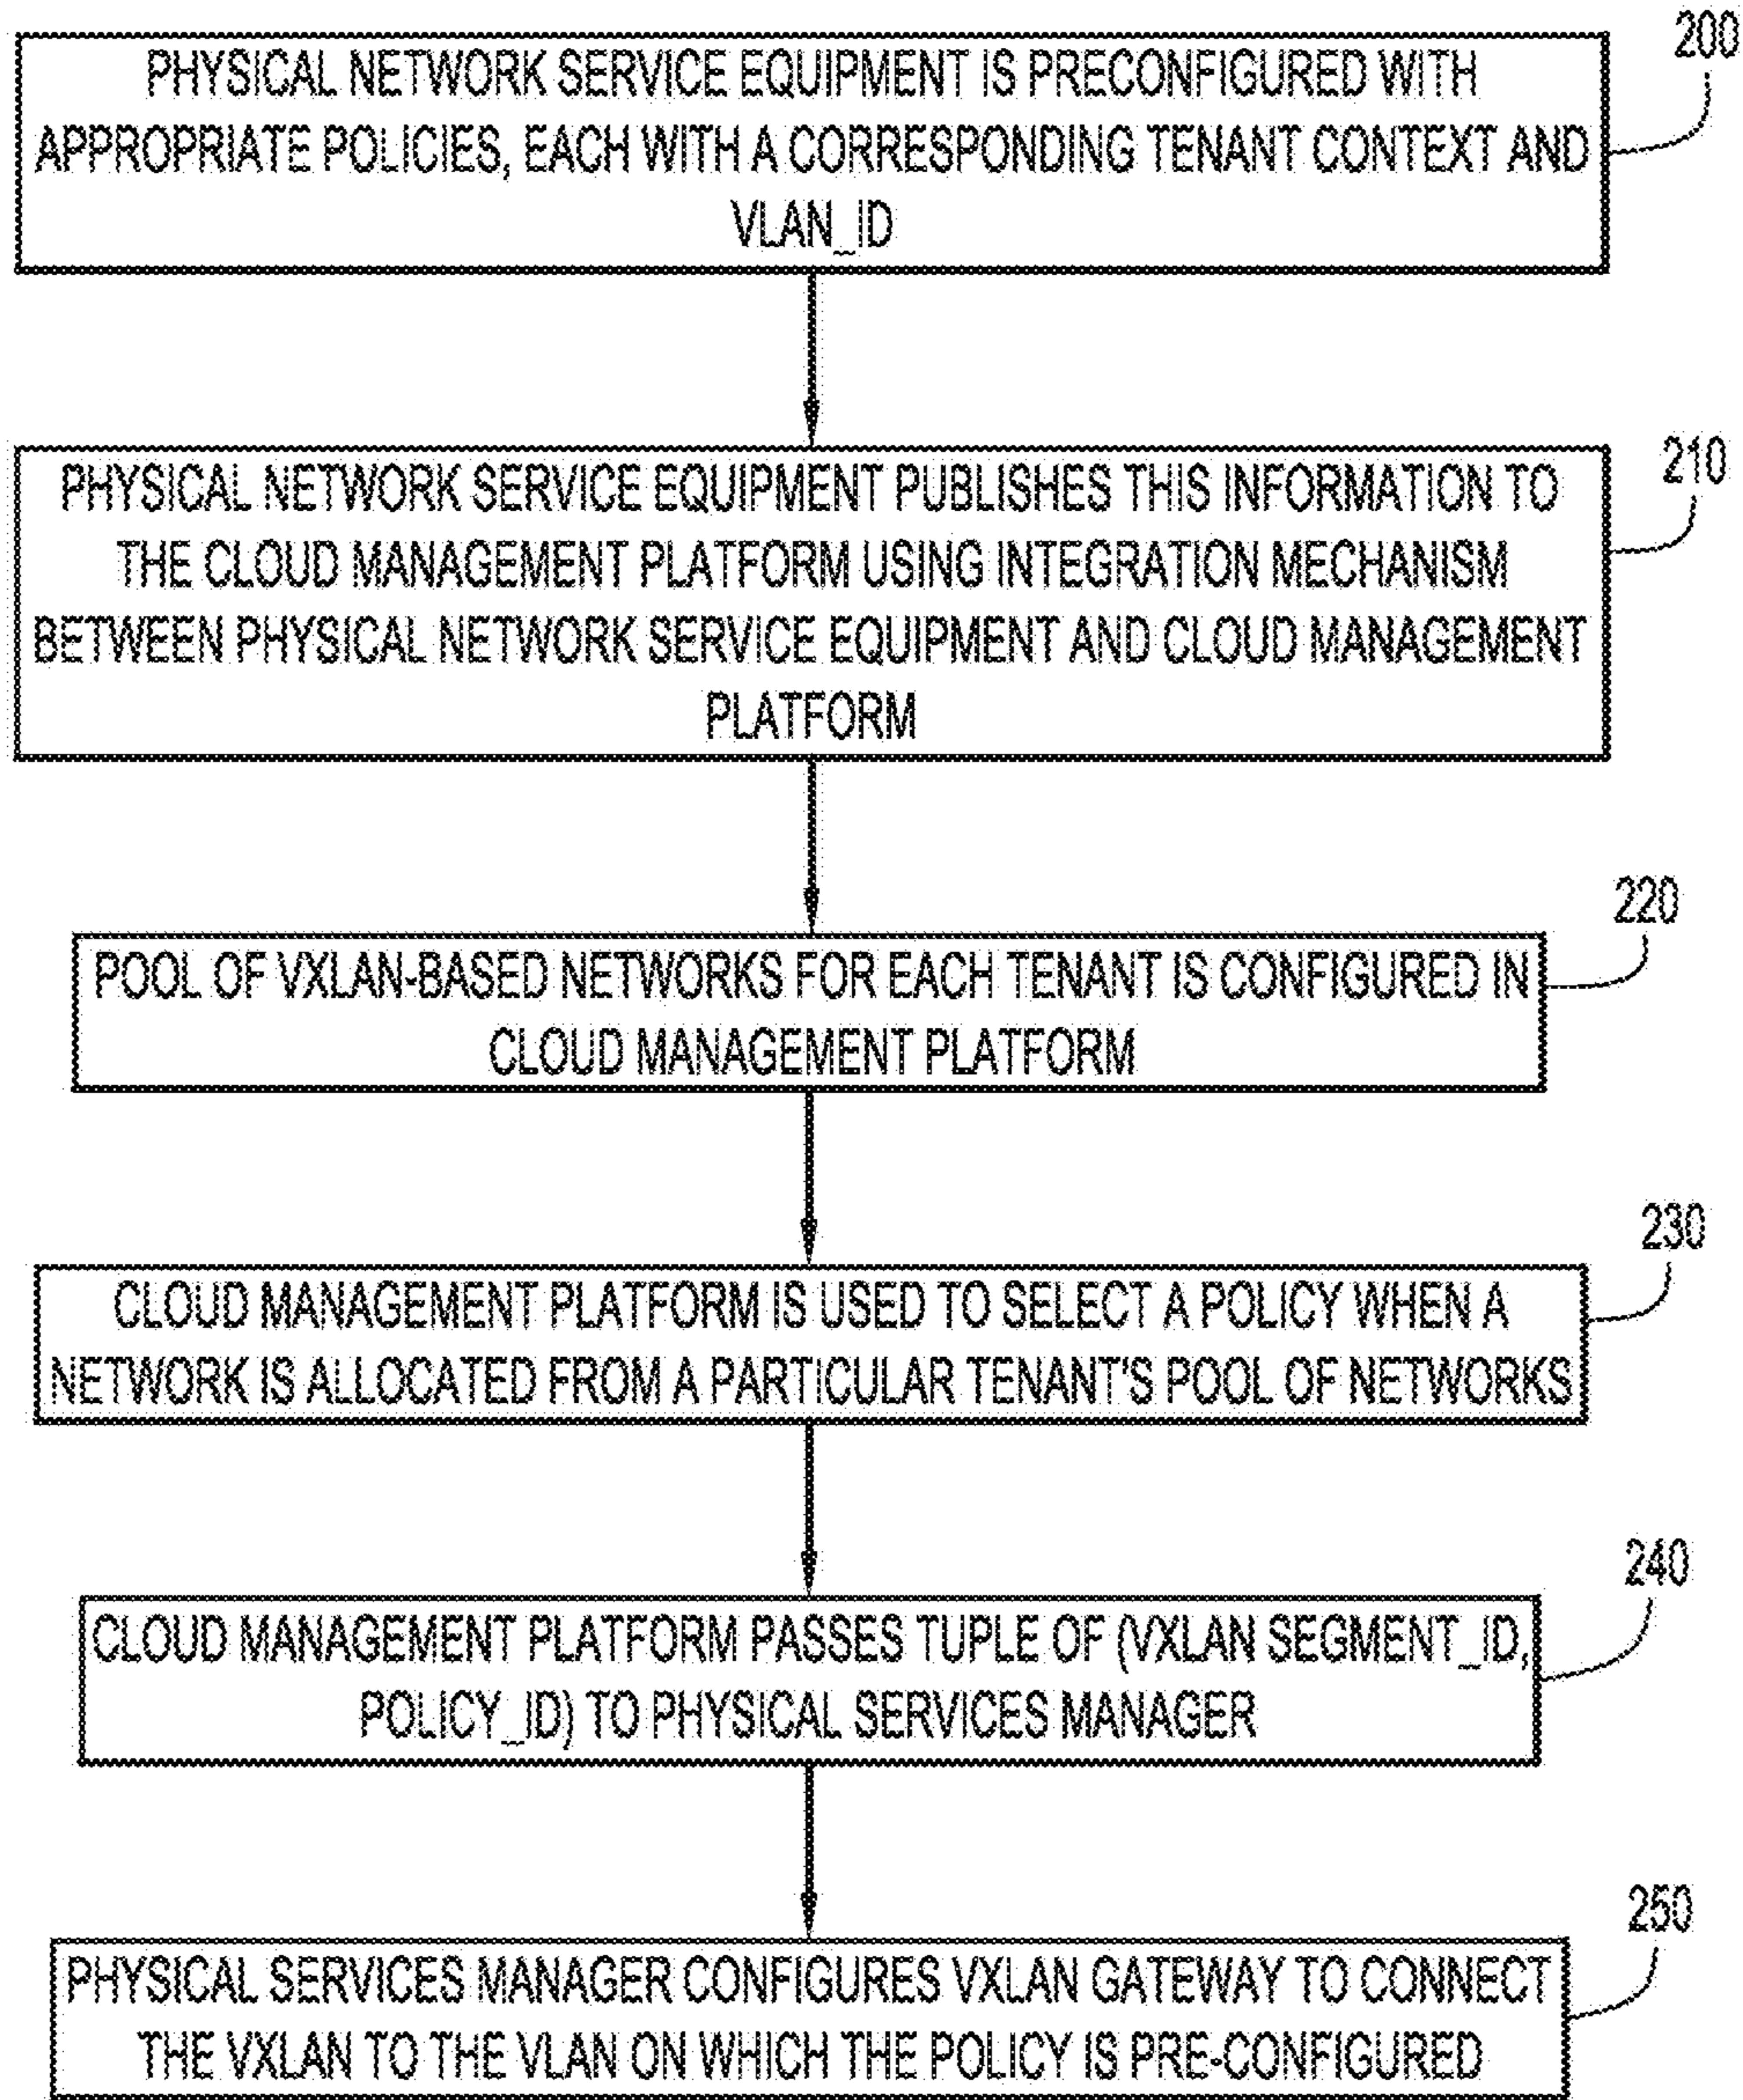 200
PHYSICAL NETWORK SERVICE EQUIPMENT IS PRECONFIGURED WITH
APPROPRIATE POLICIES, EACH WITH A CORRESPONDING TENANT CONTEXT AND
VLAN_ID
210
PHYSICAL NETWORK SERVICE EQUIPMENT PUBLISHES THIS INFORMATION TO
THE CLOUD MANAGEMENT PLATFORM USING INTEGRATION MECHANISM
BETWEEN PHYSICAL NETWORK SERVICE EQUIPMENT AND CLOUD MANAGEMENT
PLATFORM
220
POOL OF VXLAN-BASED NETWORKS FOR EACH TENANT IS CONFIGURED IN
CLOUD MANAGEMENT PLATFORM
230
CLOUD MANAGEMENT PLATFORM IS USED TO SELECT A POLICY WHEN A
NETWORK IS ALLOCATED FROM A PARTICULAR TENANT'S POOL OF NETWORKS
240
CLOUD MANAGEMENT PLATFORM PASSES TUPLE OF (VXLAN SEGMENT_ID,
POLICY_ID) TO PHYSICAL SERVICES MANAGER
250
PHYSICAL SERVICES MANAGER CONFIGURES VXLAN GATEWAY TO CONNECT
THE VXLAN TO THE VLAN ON WHICH THE POLICY IS PRE-CONFIGURED